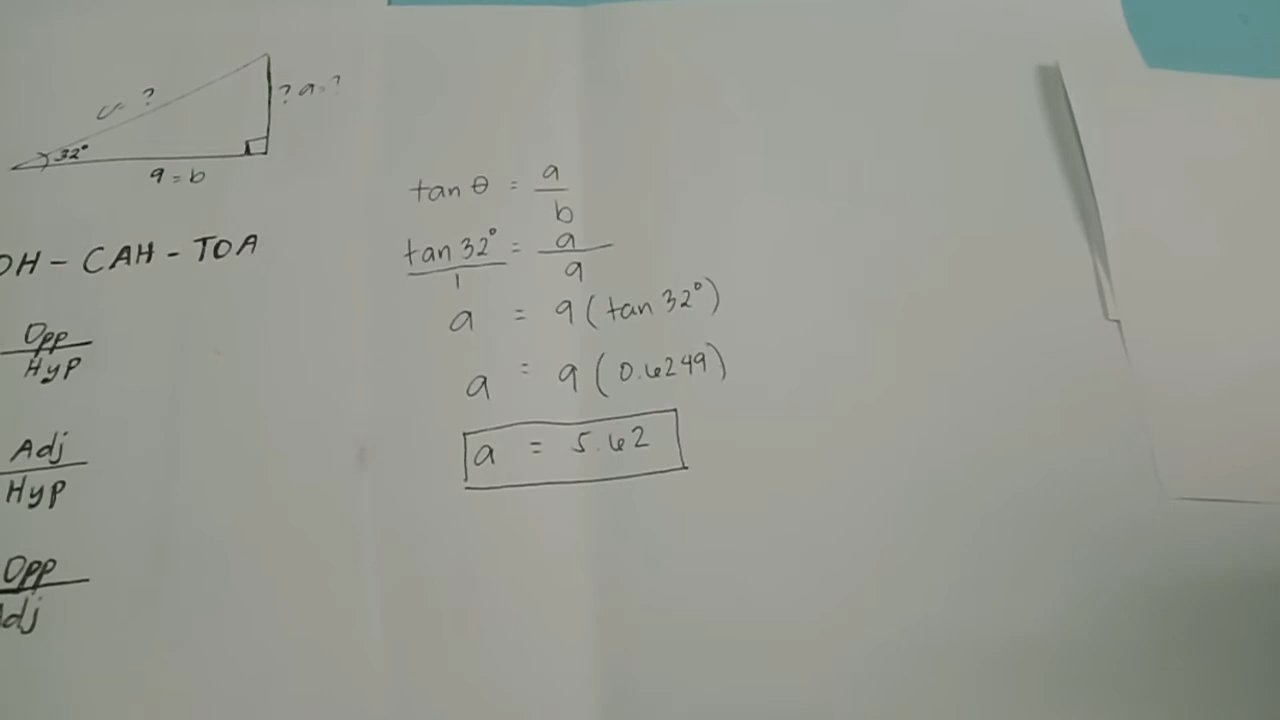 c = ?
? a = ?
32°
9 = b
OH - CAH - TOA
Opp
Hyp
Adj
Hyp
Opp
Adj
tan θ = a / b
tan 32° / 1 = a / 9
a = 9 (tan 32°)
a = 9 (0.6249)
a = 5.62